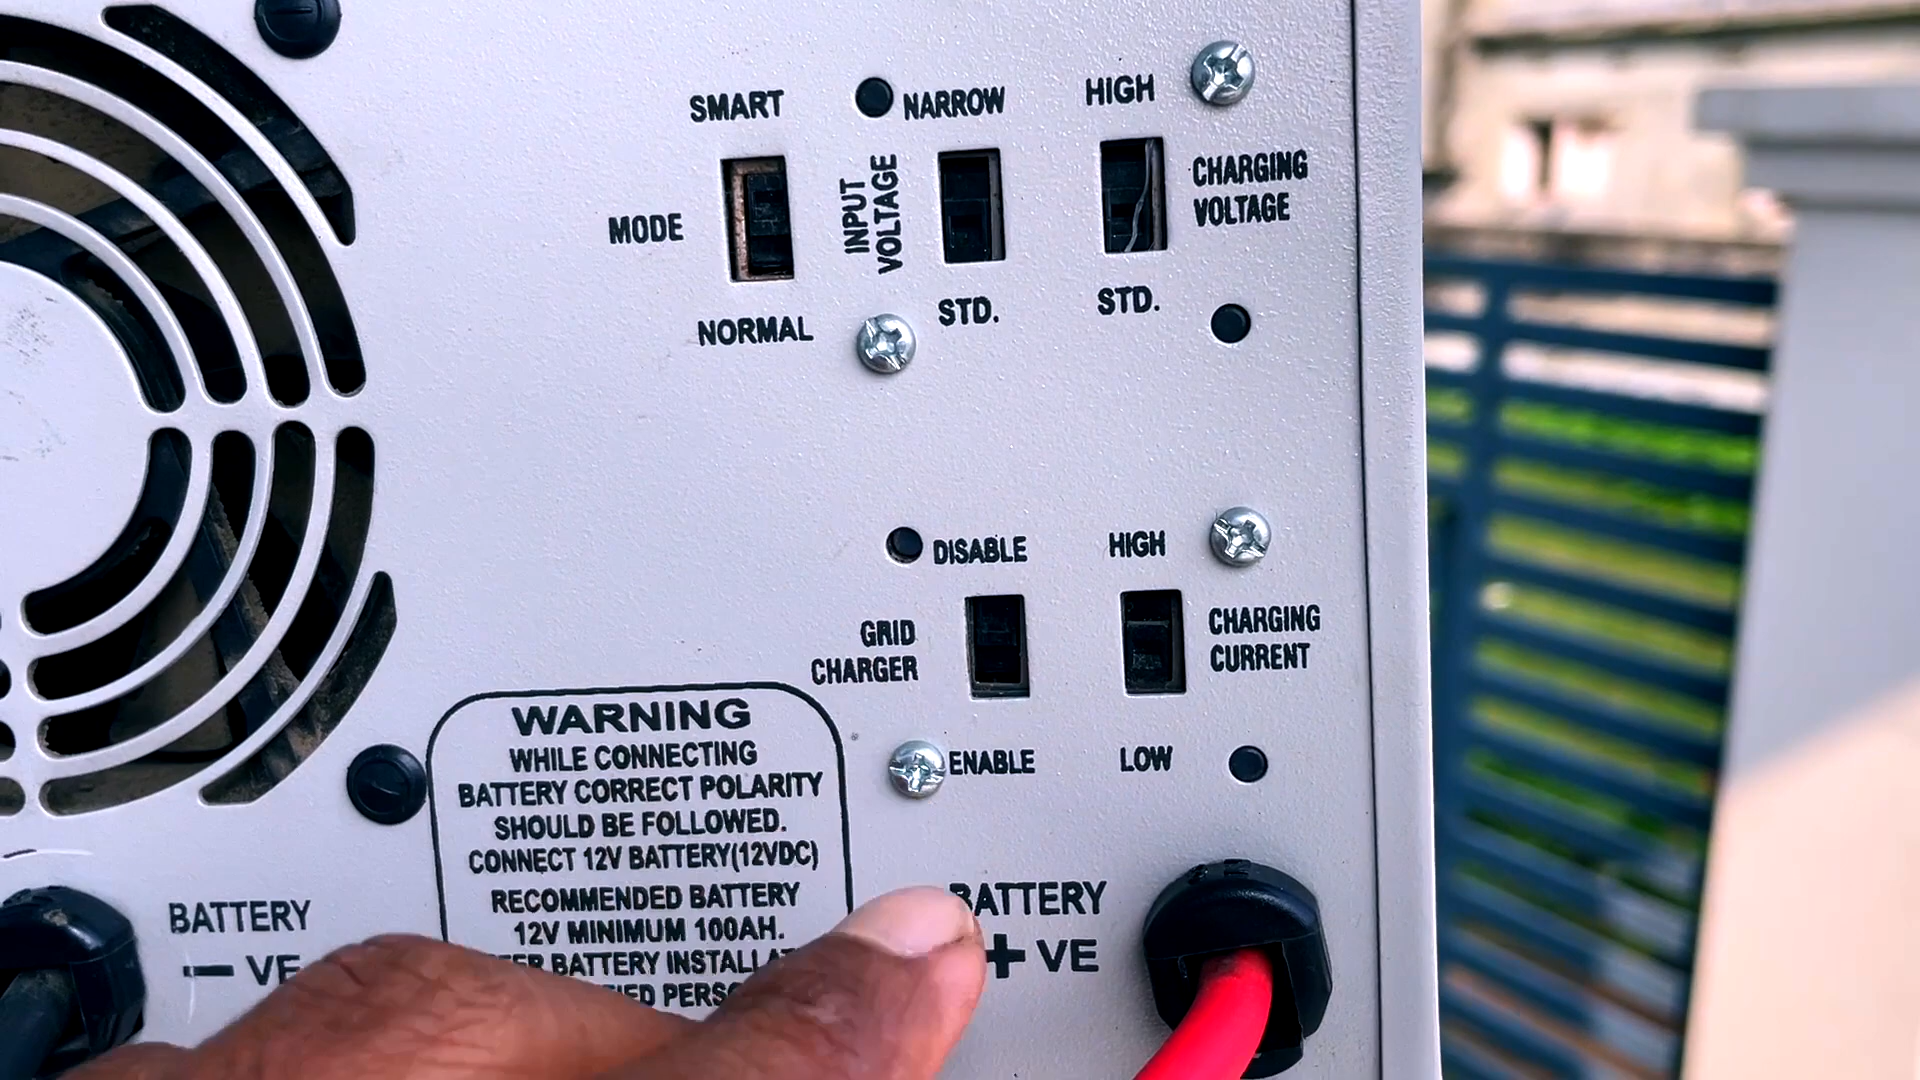 SMART
NARROW
HIGH
MODE
INPUT
VOLTAGE
CHARGING
VOLTAGE
NORMAL
STD.
STD.
DISABLE
HIGH
GRID
CHARGER
CHARGING
CURRENT
ENABLE
LOW
WARNING
WHILE CONNECTING
BATTERY CORRECT POLARITY
SHOULD BE FOLLOWED.
CONNECT 12V BATTERY(12VDC)
RECOMMENDED BATTERY
12V MINIMUM 100AH.
BATTERY
BATTERY
− VE
BATTERY
+ VE